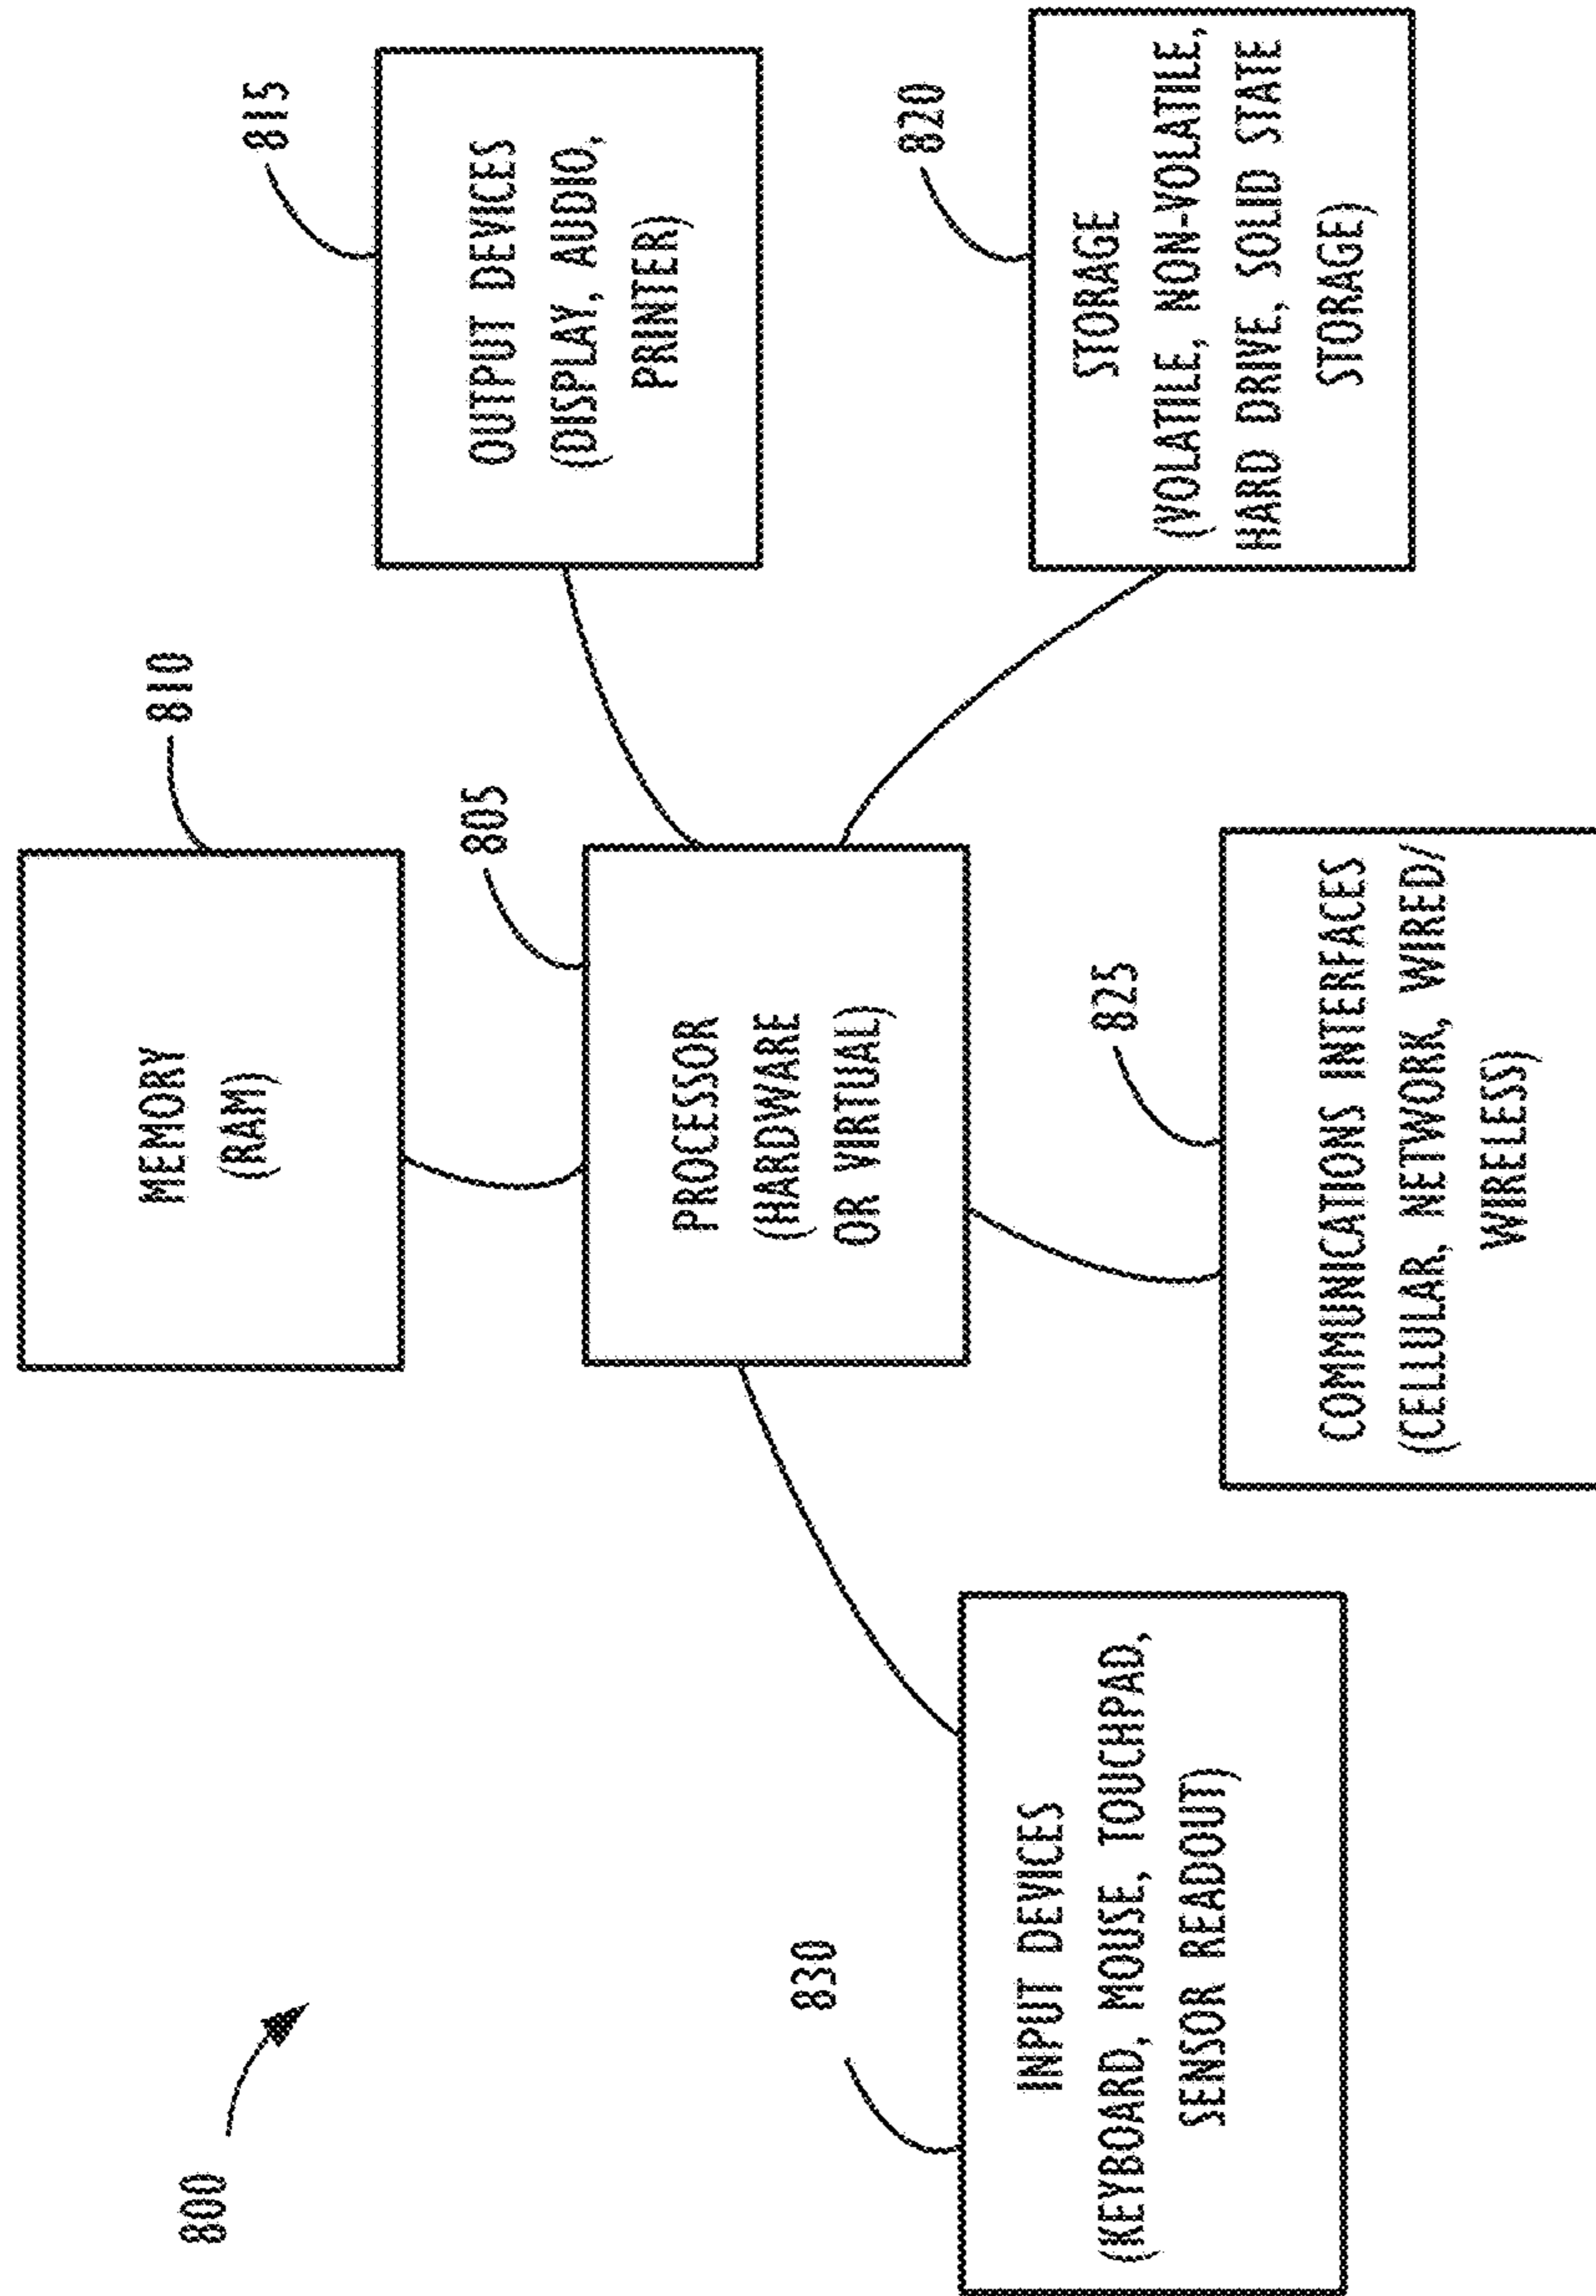 800
810
MEMORY
(RAM)
805
PROCESSOR
(HARDWARE
OR VIRTUAL)
815
OUTPUT DEVICES
(DISPLAY, AUDIO,
PRINTER)
820
STORAGE
(VOLATILE, NON-VOLATILE,
HARD DRIVE, SOLID STATE
STORAGE)
830
INPUT DEVICES
(KEYBOARD, MOUSE, TOUCHPAD,
SENSOR READOUT)
825
COMMUNICATIONS INTERFACES
(CELLULAR, NETWORK, WIRED/
WIRELESS)